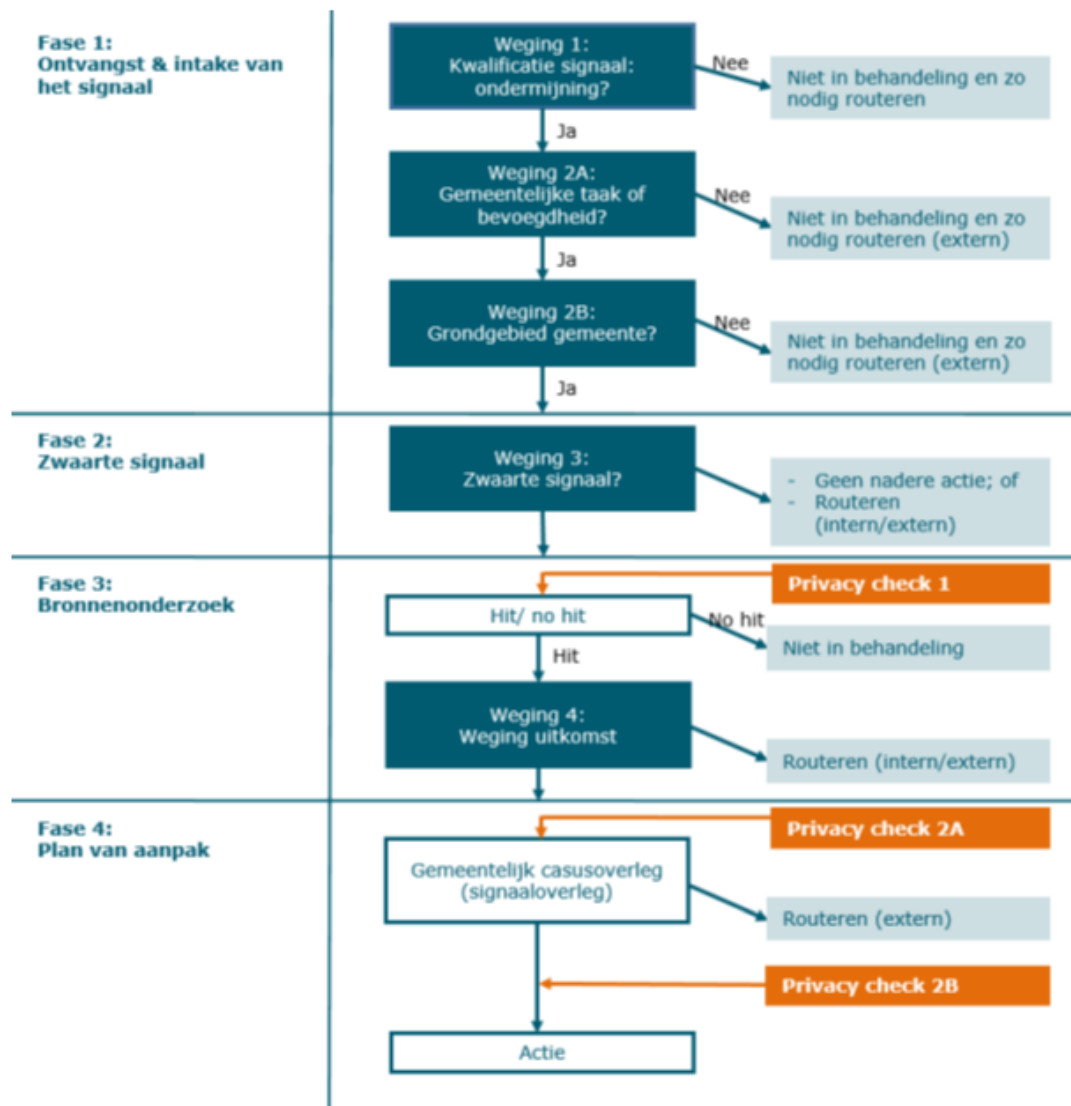 Fase 1:
Ontvangst & intake van
het signaal
Weging 1:
Kwalificatie signaal:
ondermijning?
Nee
Niet in behandeling en zo
nodig routeren
Ja
Weging 2A:
Gemeentelijke taak of
bevoegdheid?
Nee
Niet in behandeling en zo
nodig routeren (extern)
Ja
Weging 2B:
Grondgebied gemeente?
Nee
Niet in behandeling en zo
nodig routeren (extern)
Ja
Fase 2:
Zwaarte signaal
Weging 3:
Zwaarte signaal?
- Geen nadere actie; of
- Routeren
(intern/extern)
Fase 3:
Bronnenonderzoek
Privacy check 1
Hit/ no hit
No hit
Niet in behandeling
Hit
Weging 4:
Weging uitkomst
Routeren (intern/extern)
Fase 4:
Plan van aanpak
Privacy check 2A
Gemeentelijk casusoverleg
(signaaloverleg)
Routeren (extern)
Privacy check 2B
Actie